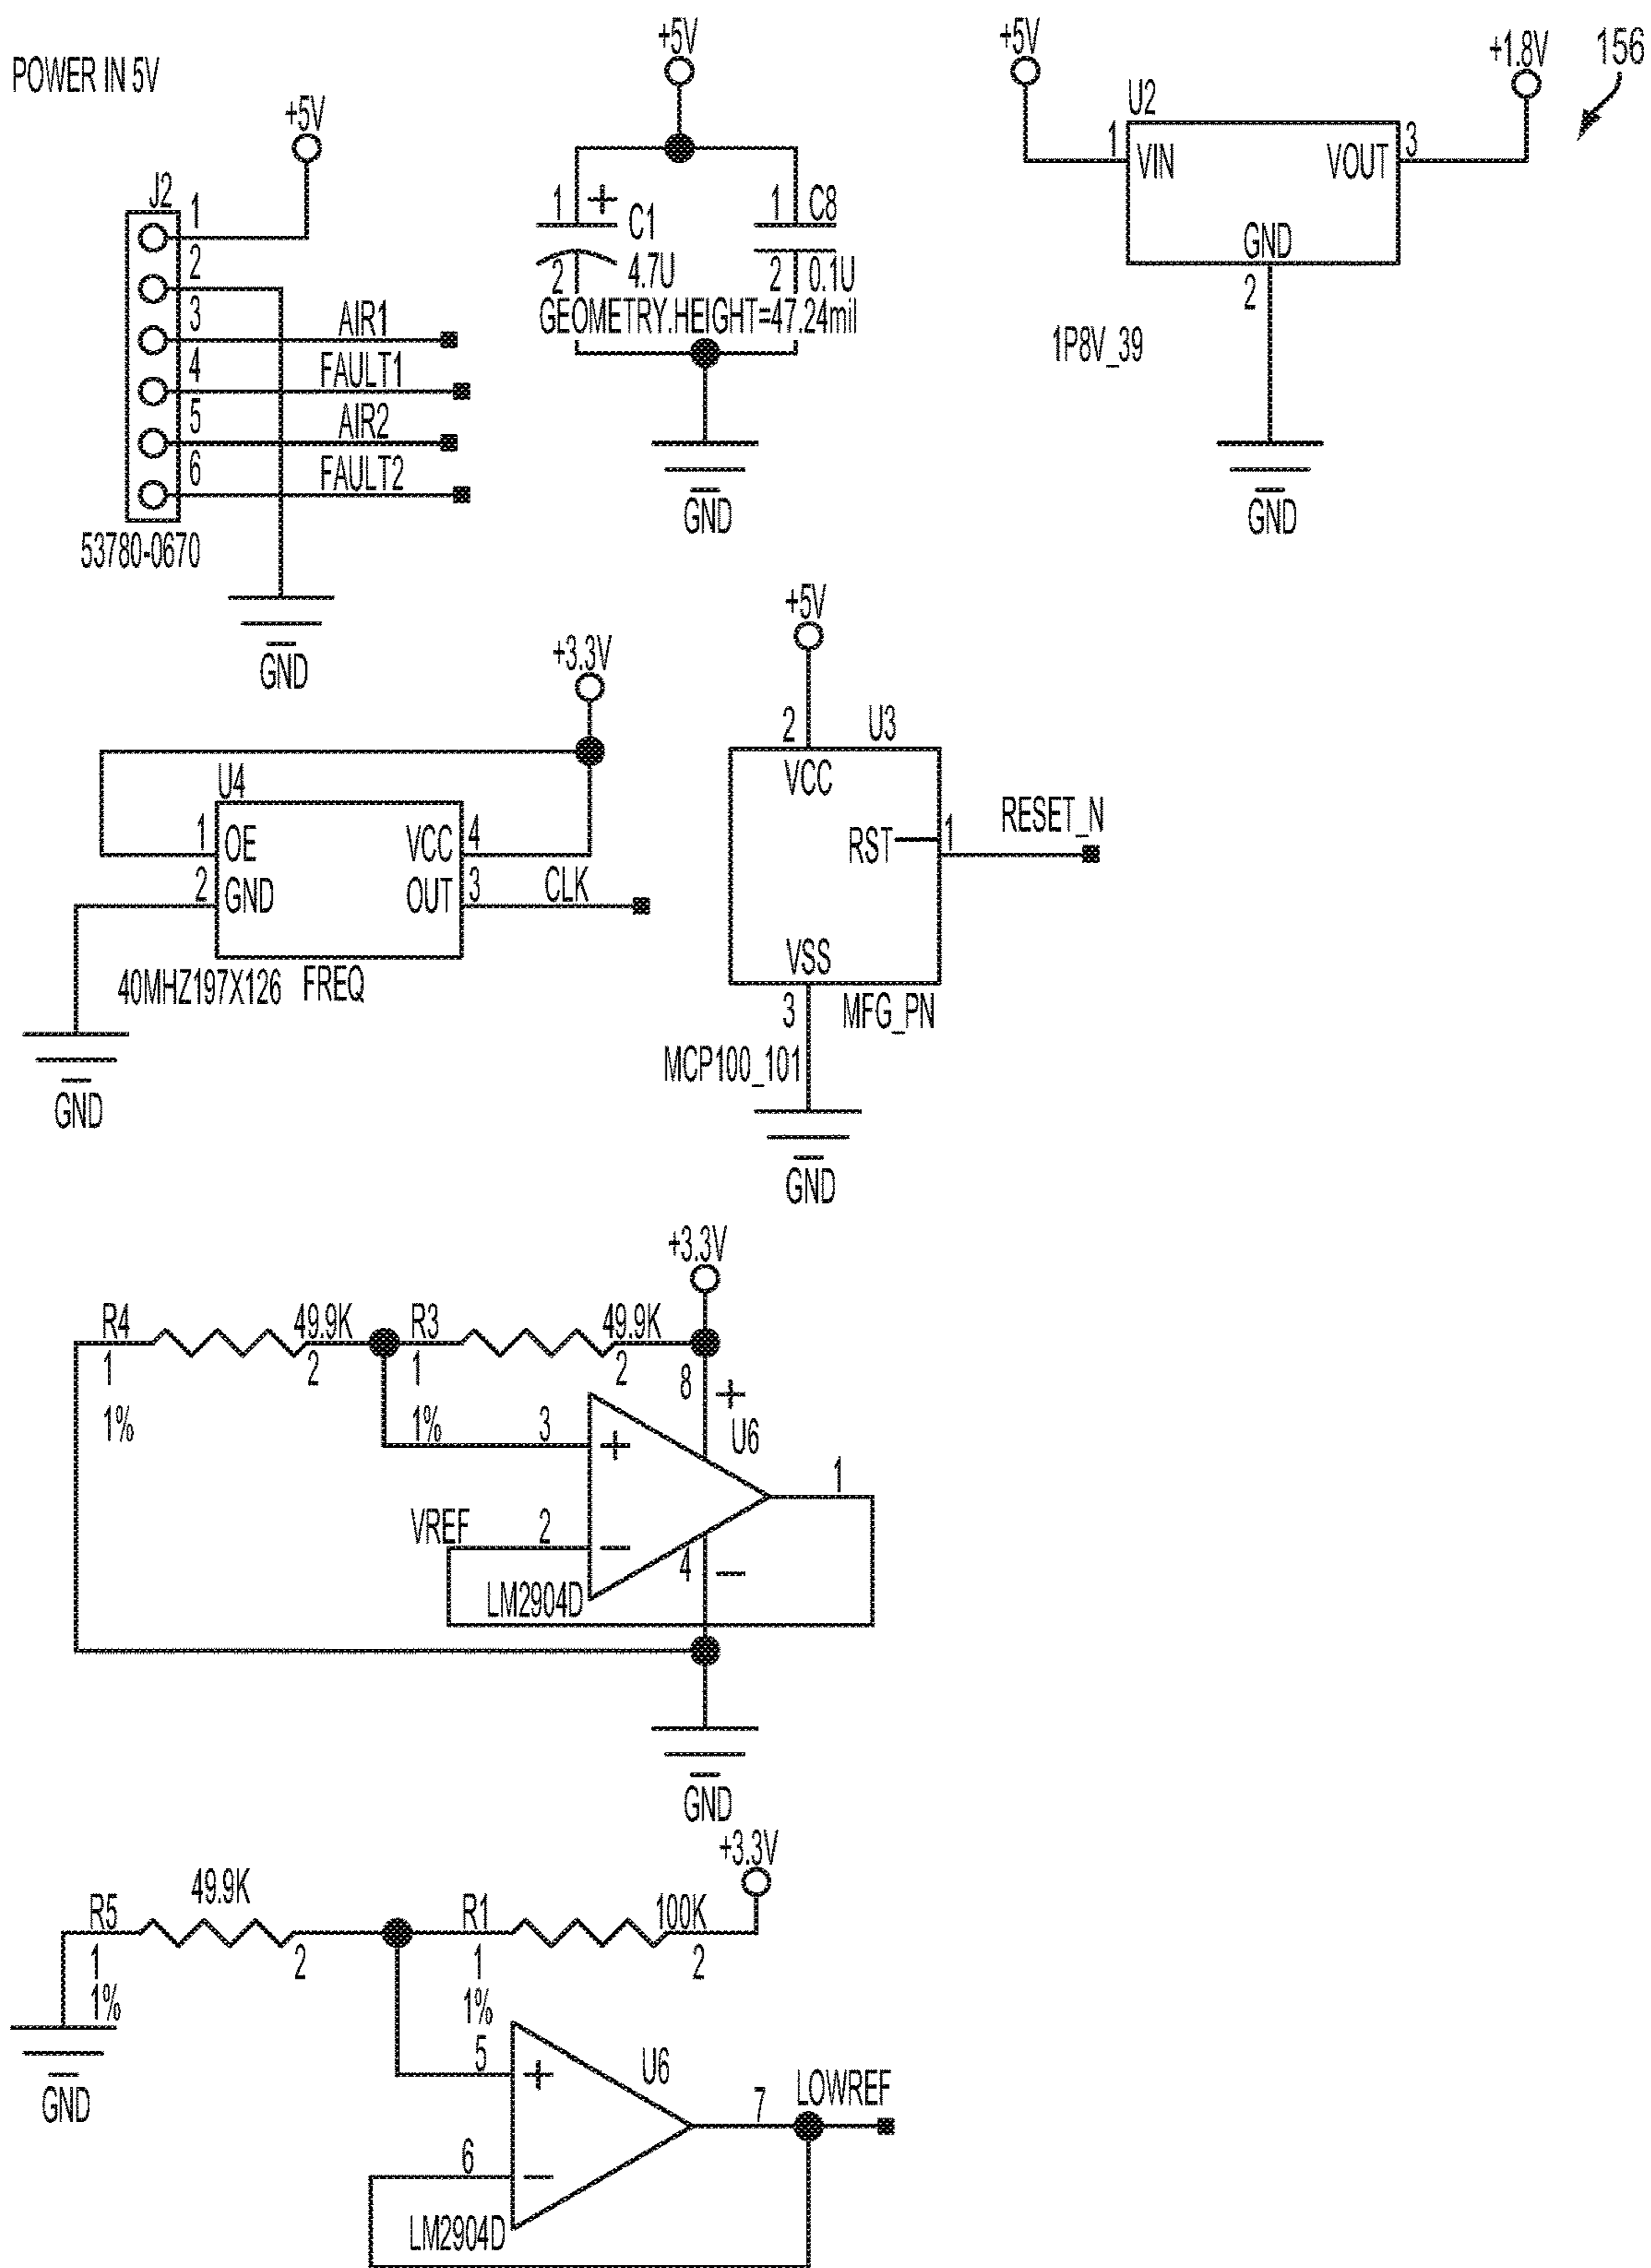 POWER IN 5V
+5V
J2
1
2
3
4
5
6
AIR1
FAULT1
AIR2
FAULT2
53780-0670
GND
+5V
1
+
C1
2
4.7U
1
C8
2
0.1U
GEOMETRY.HEIGHT=47.24mil
GND
+5V
U2
1
VIN
VOUT
3
GND
2
+1.8V
156
1P8V_39
GND
+3.3V
U4
1
OE
VCC
4
2
GND
OUT
3
CLK
40MHZ197X126
FREQ
GND
+5V
2
U3
VCC
RST
1
RESET_N
VSS
3
MFG_PN
MCP100_101
GND
+3.3V
R4
49.9K
R3
49.9K
1
2
1
2
8
+
1%
1%
3
+
U6
1
VREF
2
−
4
−
LM2904D
GND
+3.3V
R5
49.9K
R1
100K
1
2
1
2
1%
1%
GND
5
+
U6
7
LOWREF
6
−
LM2904D